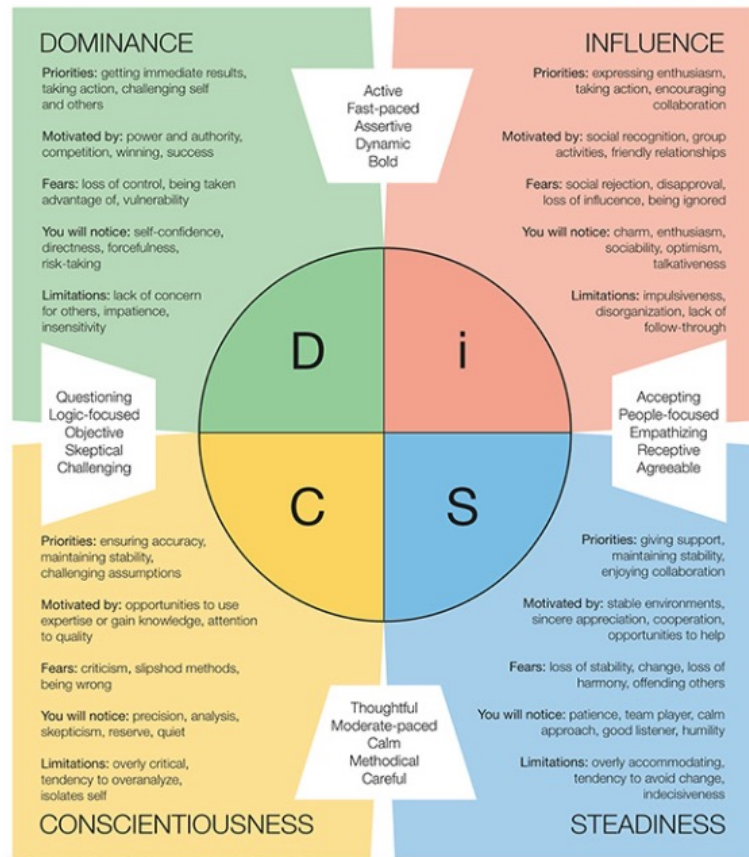 DOMINANCE
Priorities: getting immediate results,
taking action, challenging self
and others
Motivated by: power and authority,
competition, winning, success
Fears: loss of control, being taken
advantage of, vulnerability
You will notice: self-confidence,
directness, forcefulness,
risk-taking
Limitations: lack of concern
for others, impatience,
insensitivity
Active
Fast-paced
Assertive
Dynamic
Bold
INFLUENCE
Priorities: expressing enthusiasm,
taking action, encouraging
collaboration
Motivated by: social recognition, group
activities, friendly relationships
Fears: social rejection, disapproval,
loss of influcence, being ignored
You will notice: charm, enthusiasm,
sociability, optimism,
talkativeness
Limitations: impulsiveness,
disorganization, lack of
follow-through
D
i
Questioning
Logic-focused
Objective
Skeptical
Challenging
Accepting
People-focused
Empathizing
Receptive
Agreeable
C
S
Priorities: ensuring accuracy,
maintaining stability,
challenging assumptions
Motivated by: opportunities to use
expertise or gain knowledge, attention
to quality
Fears: criticism, slipshod methods,
being wrong
You will notice: precision, analysis,
skepticism, reserve, quiet
Limitations: overly critical,
tendency to overanalyze,
isolates self
CONSCIENTIOUSNESS
Thoughtful
Moderate-paced
Calm
Methodical
Careful
Priorities: giving support,
maintaining stability,
enjoying collaboration
Motivated by: stable environments,
sincere appreciation, cooperation,
opportunities to help
Fears: loss of stability, change, loss of
harmony, offending others
You will notice: patience, team player, calm
approach, good listener, humility
Limitations: overly accommodating,
tendency to avoid change,
indecisiveness
STEADINESS